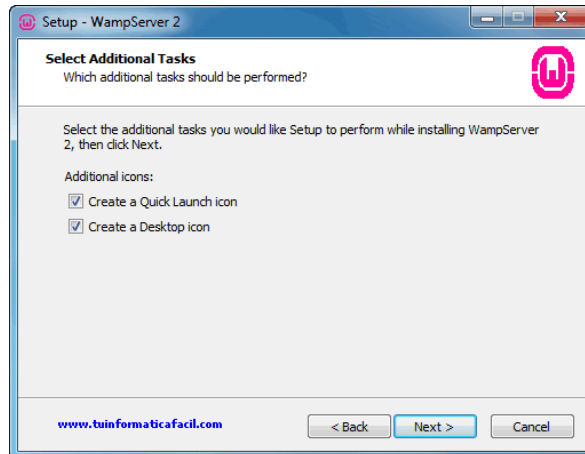 Setup - WampServer 2
Select Additional Tasks
Which additional tasks should be performed?
Select the additional tasks you would like Setup to perform while installing WampServer
2, then click Next.
Additional icons:
Create a Quick Launch icon
Create a Desktop icon
www.tuinformaticafacil.com
< Back
Next >
Cancel